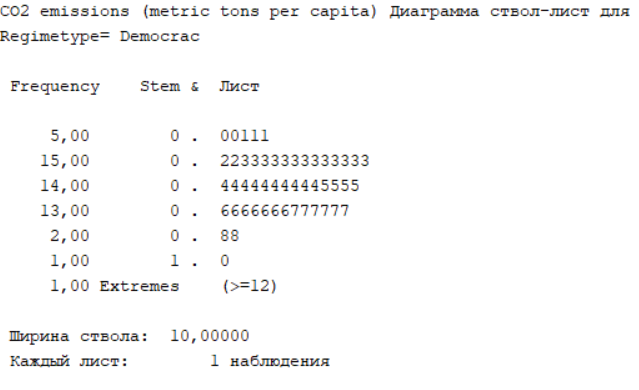 CO2 emissions (metric tons per capita) Диаграмма ствол-лист для
Regimetype= Democrac
Frequency Stem & Лист
5,00 0 . 00111
15,00 0 . 223333333333333
14,00 0 . 44444444445555
13,00 0 . 6666666777777
2,00 0 . 88
1,00 1 . 0
1,00 Extremes (>=12)
Ширина ствола: 10,00000
Каждый лист: 1 наблюдения